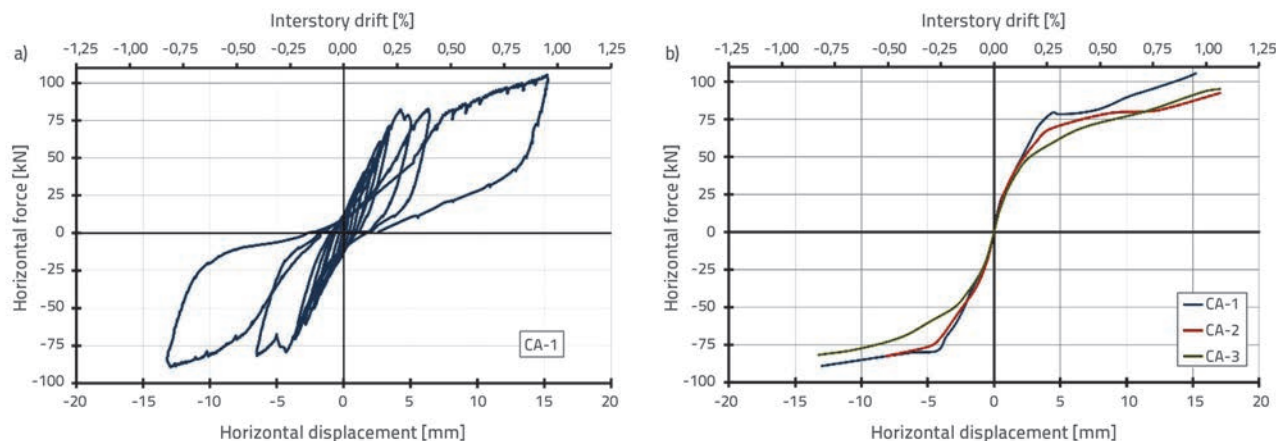 a)
Interstory drift [%]
-1,25 -1,00 -0,75 -0,50 -0,25 0,00 0,25 0,50 0,75 1,00 1,25
Horizontal force [kN]
100
75
50
25
0
-25
-50
-75
-100
CA-1
-20 -15 -10 -5 0 5 10 15 20
Horizontal displacement [mm]
b)
Interstory drift [%]
-1,25 -1,00 -0,75 -0,50 -0,25 0,00 0,25 0,50 0,75 1,00 1,25
Horizontal force [kN]
100
75
50
25
0
-25
-50
-75
-100
CA-1
CA-2
CA-3
-20 -15 -10 -5 0 5 10 15 20
Horizontal displacement [mm]